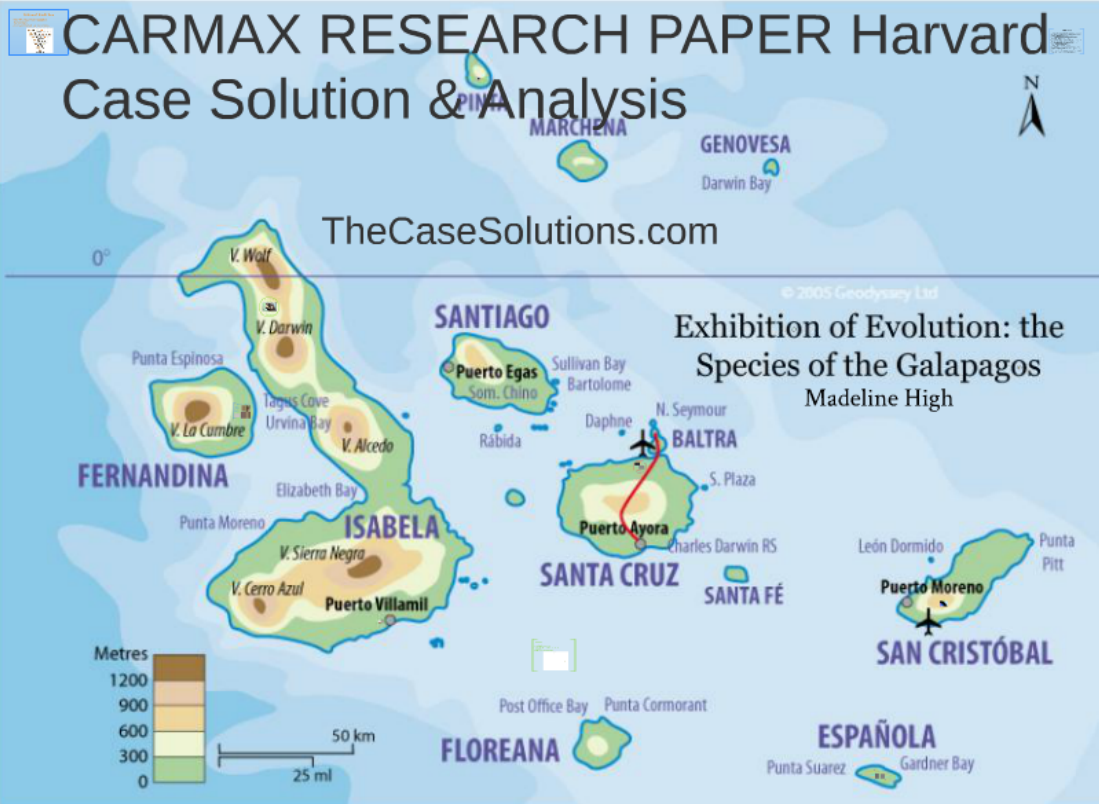 CARMAX RESEARCH PAPER Harvard
Case Solution & Analysis
PINTA
MARCHENA
GENOVESA
Darwin Bay
N
TheCaseSolutions.com
0°
© 2005 Geodyssey Ltd
V. Wolf
V. Darwin
SANTIAGO
Exhibition of Evolution: the
Species of the Galapagos
Madeline High
Punta Espinosa
Puerto Egas
Som. Chino
Sullivan Bay
Bartolome
Tagus Cove
Urvina Bay
V. La Cumbre
V. Alcedo
Rábida
Daphne
N. Seymour
BALTRA
FERNANDINA
Elizabeth Bay
S. Plaza
Punta Moreno
ISABELA
Puerto Ayora
Charles Darwin RS
León Dormido
Punta
Pitt
V. Sierra Negra
V. Cerro Azul
Puerto Villamil
SANTA CRUZ
SANTA FÉ
Puerto Moreno
SAN CRISTÓBAL
Metres
1200
900
600
300
0
50 km
25 ml
Post Office Bay
Punta Cormorant
FLOREANA
ESPAÑOLA
Punta Suarez
Gardner Bay